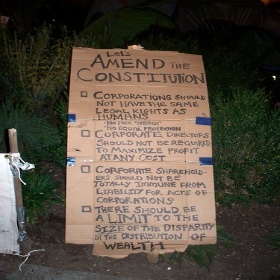 Let's
AMEND THE
CONSTITUTION
CORPORATIONS SHOULD
NOT HAVE THE SAME
LEGAL RIGHTS AS
HUMANS
"NO FREE SPEECH"
"NO EQUAL PROTECTION"
CORPORATE DIRECTORS
SHOULD NOT BE REQUIRED
TO MAXIMIZE PROFIT
AT ANY COST
CORPORATE SHAREHOLD-
ERS SHOULD NOT BE
TOTALLY IMMUNE FROM
LIABILITY FOR ACTS OF
CORPORATIONS
THERE SHOULD BE
A LIMIT TO THE
SIZE OF THE DISPARITY
IN THE DISTRIBUTION OF
WEALTH